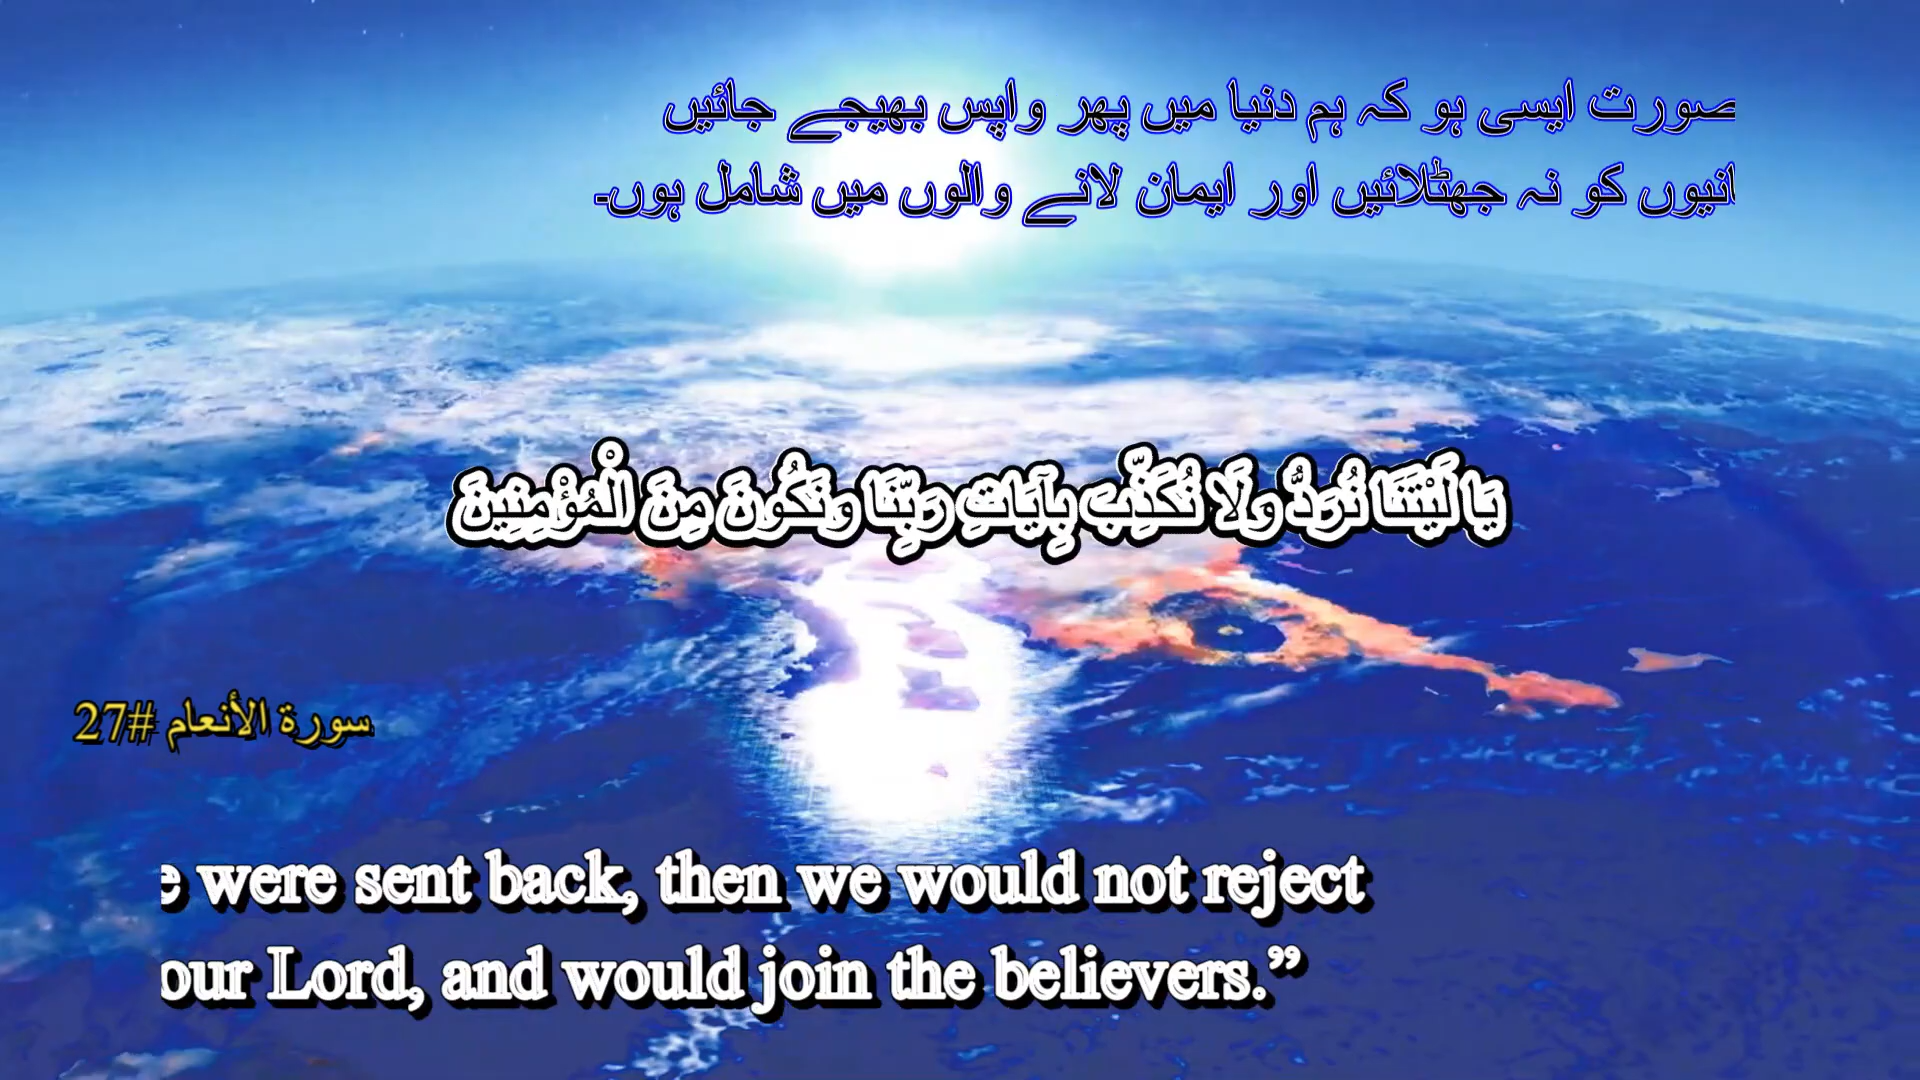 صورت ایسی ہو کہ ہم دنیا میں پھر واپس بھیجے جائیں
کو نہ جھٹلائیں اور ایمان لانے والوں میں شامل ہوں۔
يَا لَيْتَنَا نُرَدُّ وَلَا نُكَذِّبَ بِآيَاتِ رَبِّنَا وَنَكُونَ مِنَ الْمُؤْمِنِينَ
سورة الأنعام #27
were sent back, then we would not reject
our Lord, and would join the believers.”